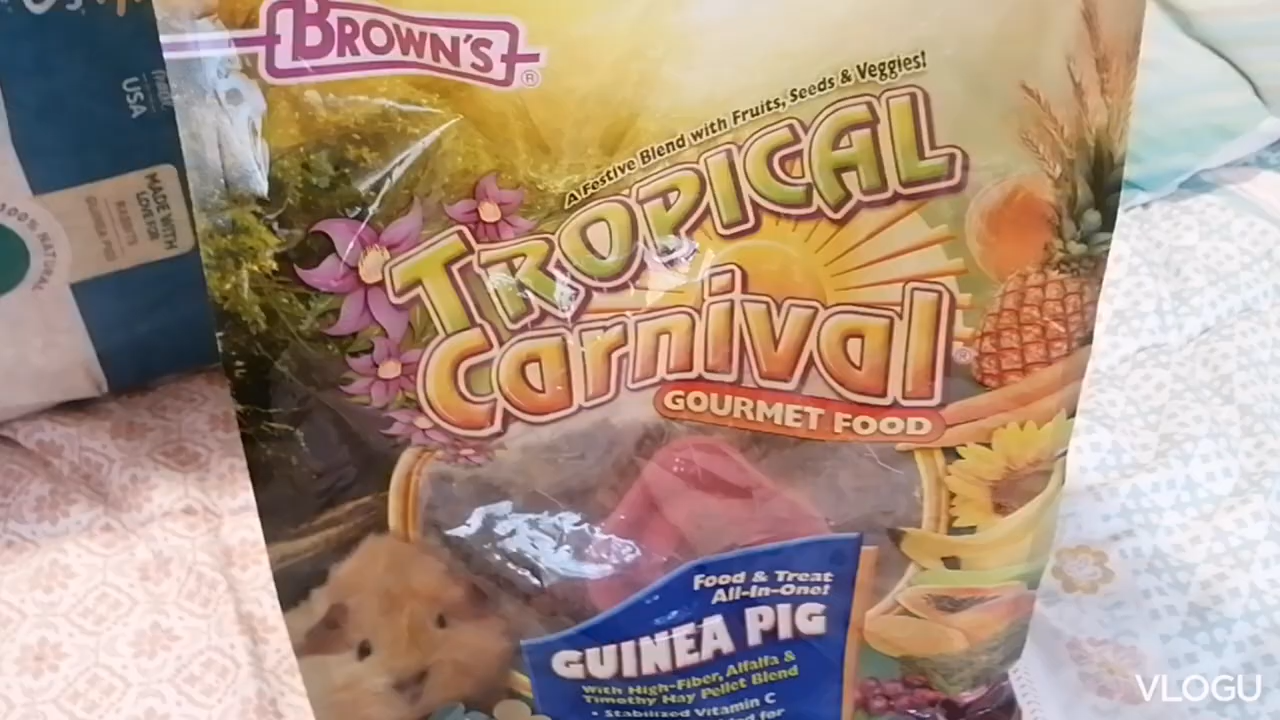 BROWN'S
®
A Festive Blend with Fruits, Seeds & Veggies!
TROPICAL
Carnival®
GOURMET FOOD
Food & Treat
All-In-One!
GUINEA PIG
With High-Fiber, Alfalfa &
Timothy Hay Pellet Blend
• Stabilized Vitamin C
for
USA
MADE WITH
LOVE FOR
RABBITS
GUINEA PIG
100% NATURAL
VLOGU